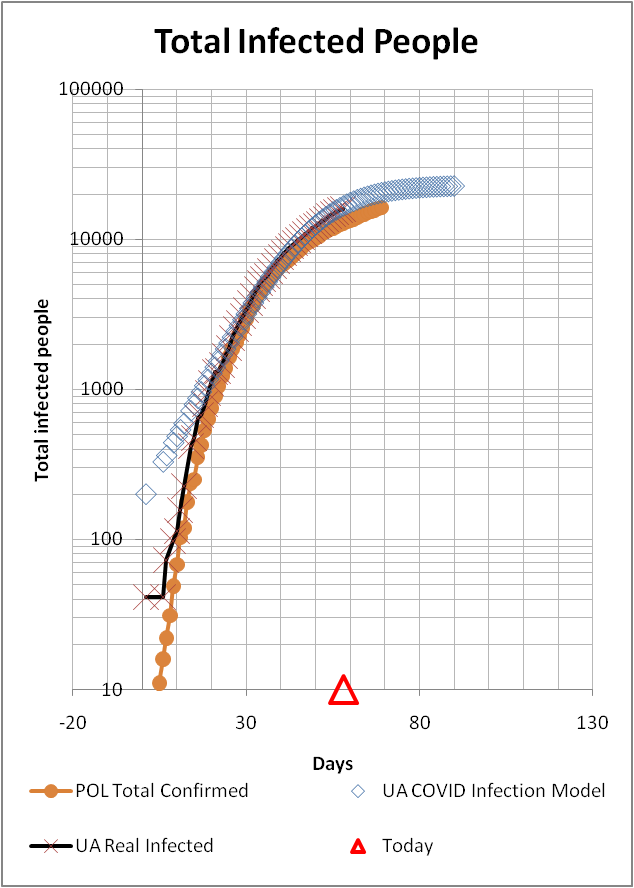 Total Infected People
100000
10000
1000
100
10
Total infected people
-20 30 80 130
Days
POL Total Confirmed UA COVID Infection Model
UA Real Infected Today